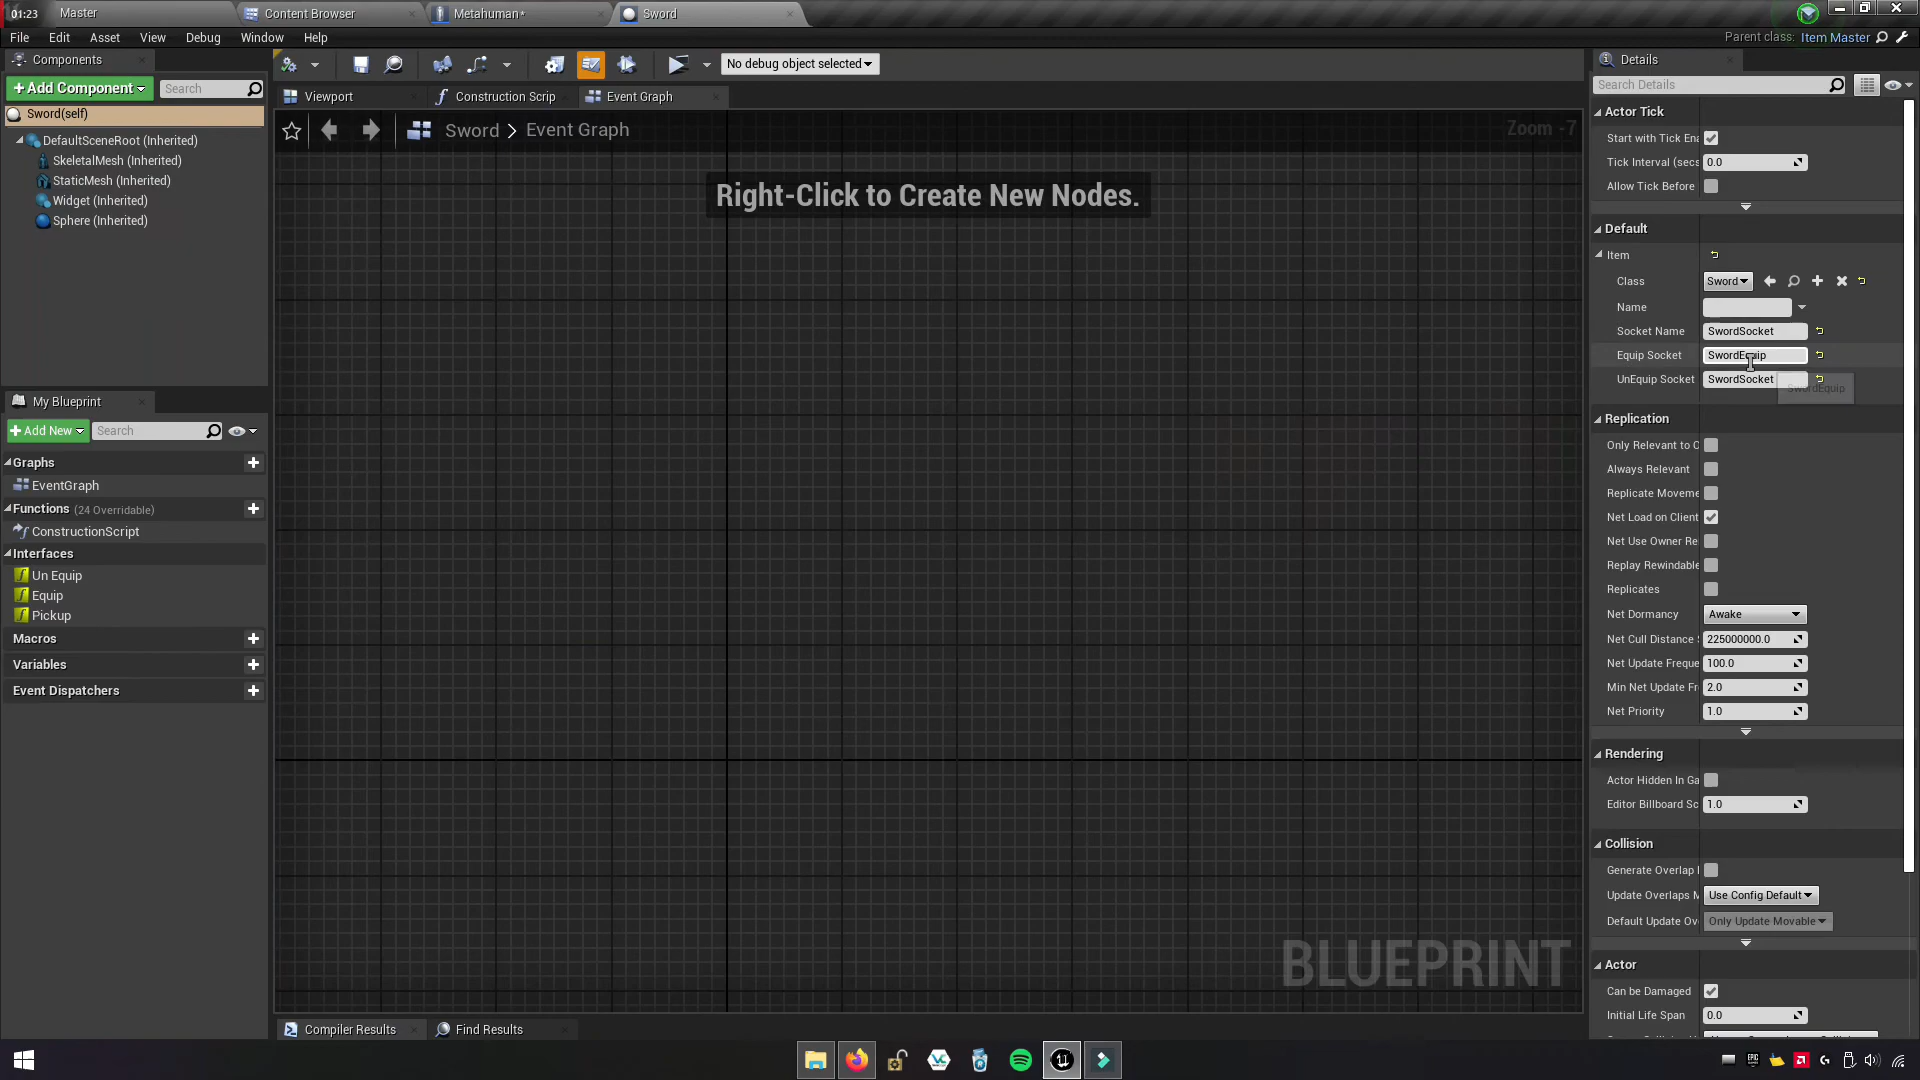 01:23
Master
Content Browser
Metahuman*
Sword
File
Edit
Asset
View
Debug
Window
Help
Parent class:
Item Master
Components
Add Component
Search
Sword(self)
DefaultSceneRoot (Inherited)
SkeletalMesh (Inherited)
StaticMesh (Inherited)
Widget (Inherited)
Sphere (Inherited)
My Blueprint
Add New
Search
Graphs
EventGraph
Functions (24 Overridable)
ConstructionScript
Interfaces
Un Equip
Equip
Pickup
Macros
Variables
Event Dispatchers
No debug object selected
Viewport
Construction Scrip
Event Graph
Sword > Event Graph
Zoom -7
Right-Click to Create New Nodes.
BLUEPRINT
Compiler Results
Find Results
Details
Search Details
Actor Tick
Start with Tick Ena
Tick Interval (secs
0.0
Allow Tick Before
Default
Item
Class
Sword
Name
Socket Name
SwordSocket
Equip Socket
SwordEquip
UnEquip Socket
SwordSocket
SwordEquip
Replication
Only Relevant to O
Always Relevant
Replicate Moveme
Net Load on Client
Net Use Owner Re
Replay Rewindable
Replicates
Net Dormancy
Awake
Net Cull Distance S
225000000.0
Net Update Freque
100.0
Min Net Update Fr
2.0
Net Priority
1.0
Rendering
Actor Hidden In Ga
Editor Billboard Sc
1.0
Collision
Generate Overlap
Update Overlaps M
Use Config Default
Default Update Ov
Only Update Movable
Actor
Can be Damaged
Initial Life Span
0.0